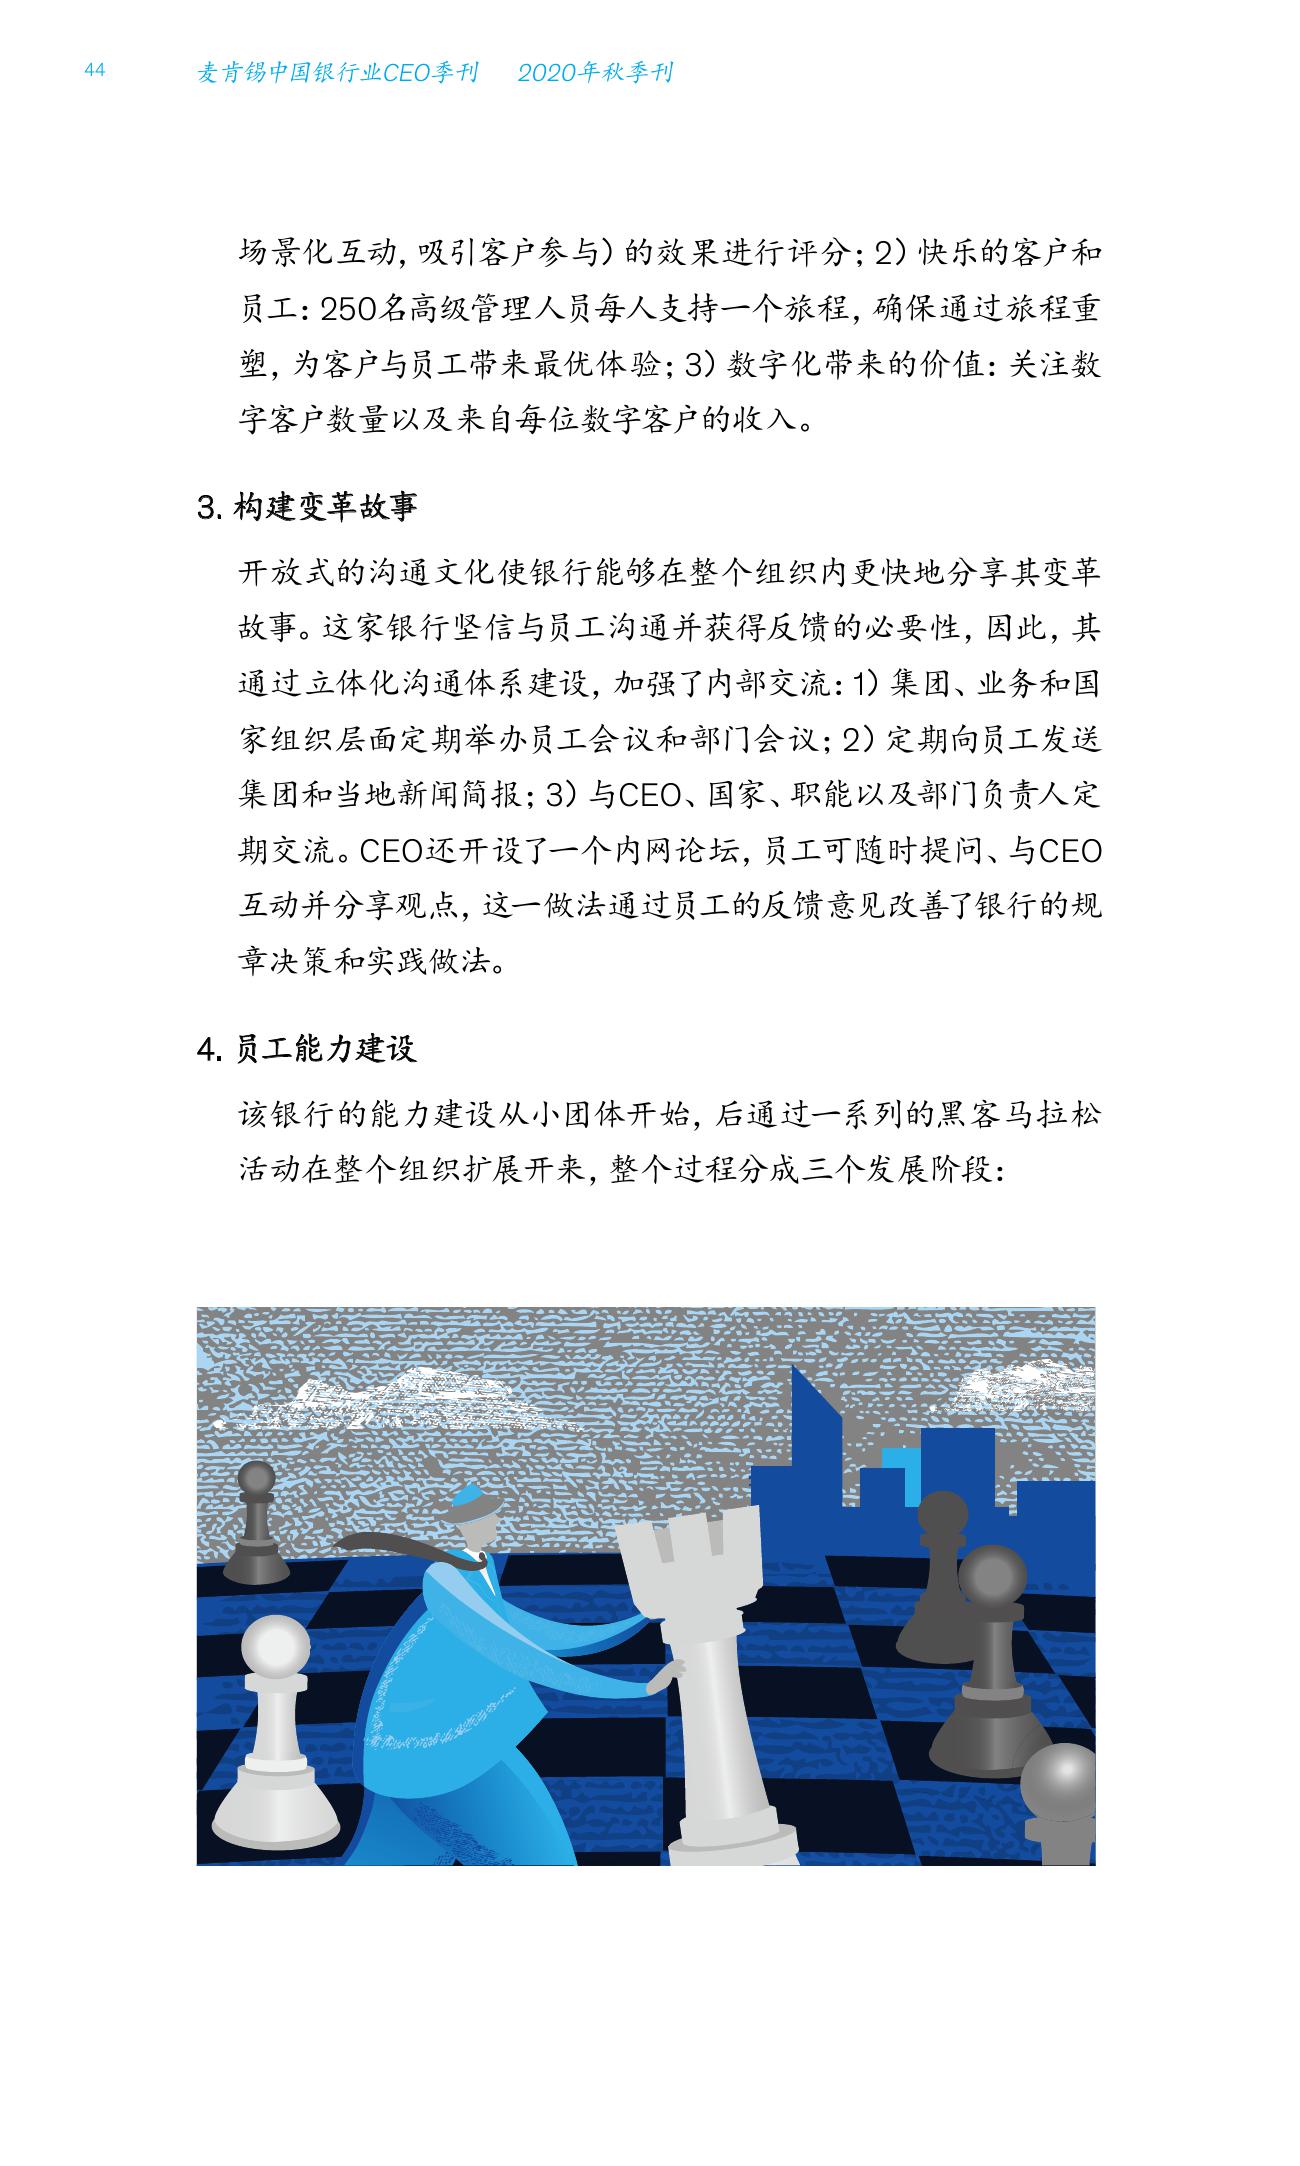 44 麦肯锡中国银行业CEO季刊 2020年秋季刊
场景化互动，吸引客户参与）的效果进行评分；2）快乐的客户和
员工：250名高级管理人员每人支持一个旅程，确保通过旅程重
塑，为客户与员工带来最优体验；3）数字化带来的价值：关注数
字客户数量以及来自每位数字客户的收入。
3. 构建变革故事
开放式的沟通文化使银行能够在整个组织内更快地分享其变革
故事。这家银行坚信与员工沟通并获得反馈的必要性，因此，其
通过立体化沟通体系建设，加强了内部交流：1）集团、业务和国
家组织层面定期举办员工会议和部门会议；2）定期向员工发送
集团和当地新闻简报；3）与CEO、国家、职能以及部门负责人定
期交流。CEO还开设了一个内网论坛，员工可随时提问、与CEO
互动并分享观点，这一做法通过员工的反馈意见改善了银行的规
章决策和实践做法。
4. 员工能力建设
该银行的能力建设从小团体开始，后通过一系列的黑客马拉松
活动在整个组织扩展开来，整个过程分成三个发展阶段：